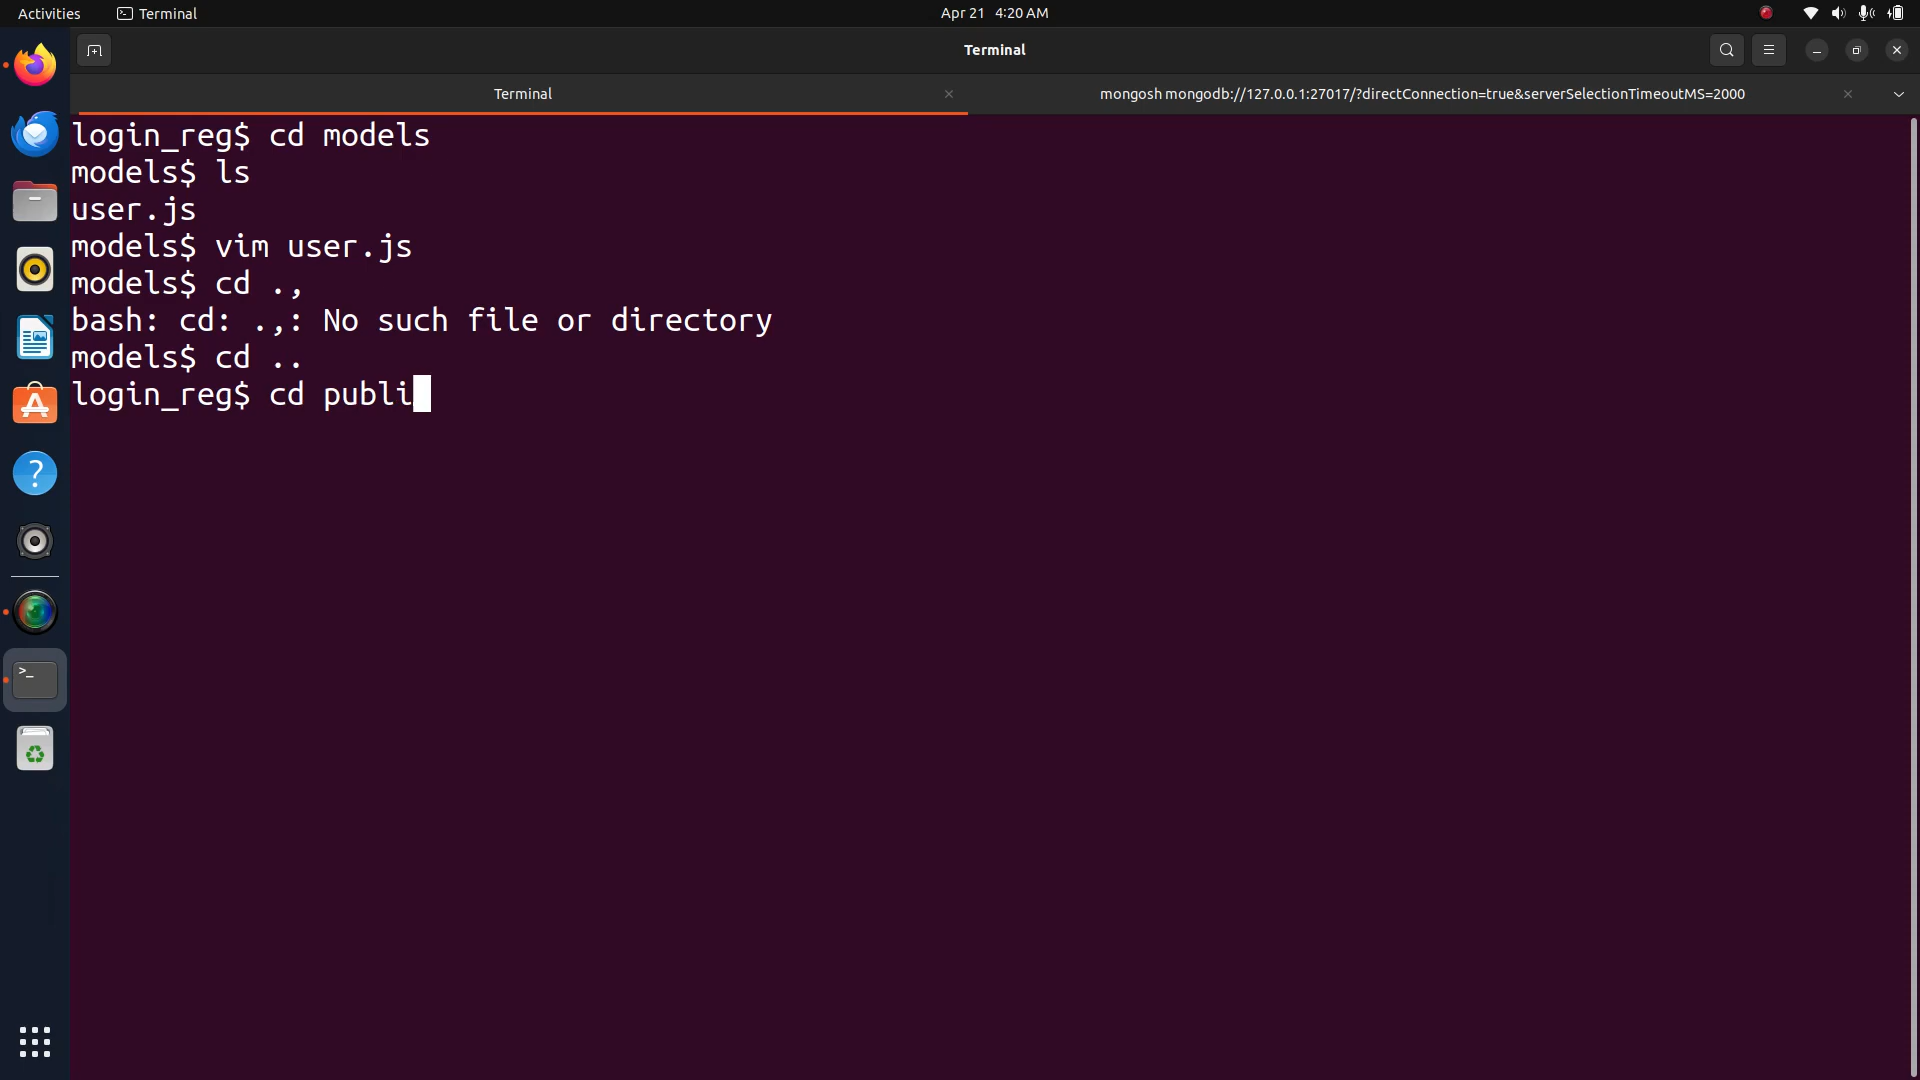 Activities
Terminal
Apr 21 4:20 AM
Terminal
Terminal
mongosh mongodb://127.0.0.1:27017/?directConnection=true&serverSelectionTimeoutMS=2000
login_reg$ cd models
models$ ls
user.js
models$ vim user.js
models$ cd .,
bash: cd: .,: No such file or directory
models$ cd ..
login_reg$ cd publi